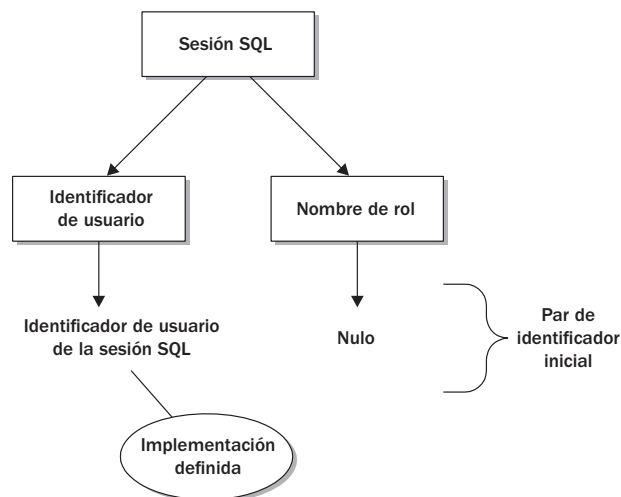 Sesión SQL
Identificador
de usuario
Nombre de rol
Identificador de usuario
de la sesión SQL
Nulo
Par de
identificador
inicial
Implementación
definida